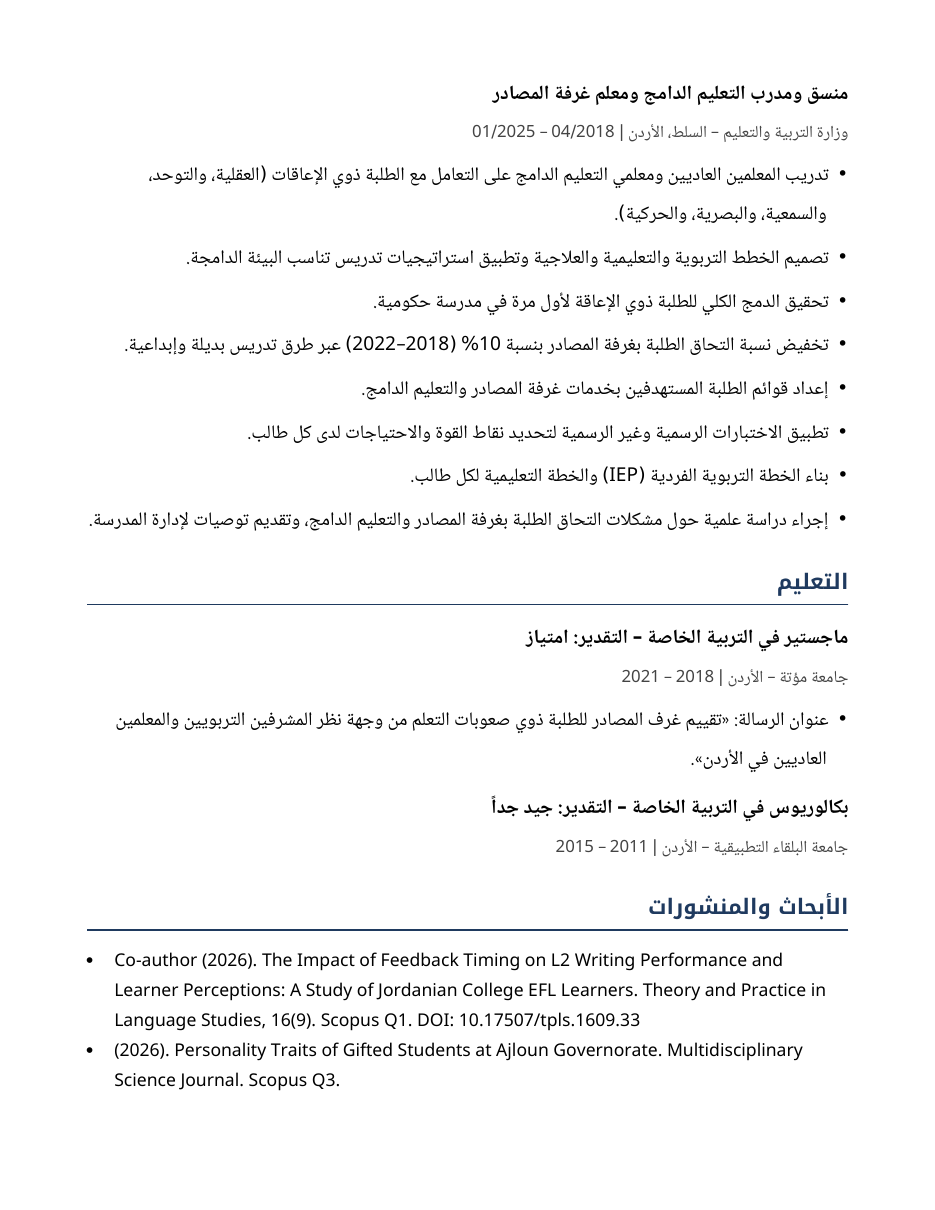 منسق ومدرب التعليم الدامج ومعلم غرفة المصادر
وزارة التربية والتعليم – السلط، الأردن | 04/2018 – 01/2025
• تدريب المعلمين العاديين ومعلمي التعليم الدامج على التعامل مع الطلبة ذوي الإعاقات (العقلية، والتوحد،
والسمعية، والبصرية، والحركية).
• تصميم الخطط التربوية والتعليمية والعلاجية وتطبيق استراتيجيات تدريس تناسب البيئة الدامجة.
• تحقيق الدمج الكلي للطلبة ذوي الإعاقة لأول مرة في مدرسة حكومية.
• تخفيض نسبة التحاق الطلبة بغرفة المصادر بنسبة 10% (2018–2022) عبر طرق تدريس بديلة وإبداعية.
• إعداد قوائم الطلبة المستهدفين بخدمات غرفة المصادر والتعليم الدامج.
• تطبيق الاختبارات الرسمية وغير الرسمية لتحديد نقاط القوة والاحتياجات لدى كل طالب.
• بناء الخطة التربوية الفردية (IEP) والخطة التعليمية لكل طالب.
• إجراء دراسة علمية حول مشكلات التحاق الطلبة بغرفة المصادر والتعليم الدامج، وتقديم توصيات لإدارة المدرسة.
التعليم
ماجستير في التربية الخاصة – التقدير: امتياز
جامعة مؤتة – الأردن | 2018 – 2021
• عنوان الرسالة: «تقييم غرف المصادر للطلبة ذوي صعوبات التعلم من وجهة نظر المشرفين التربويين والمعلمين
العاديين في الأردن».
بكالوريوس في التربية الخاصة – التقدير: جيد جداً
جامعة البلقاء التطبيقية – الأردن | 2011 – 2015
الأبحاث والمنشورات
• Co-author (2026). The Impact of Feedback Timing on L2 Writing Performance and
Learner Perceptions: A Study of Jordanian College EFL Learners. Theory and Practice in
Language Studies, 16(9). Scopus Q1. DOI: 10.17507/tpls.1609.33
• (2026). Personality Traits of Gifted Students at Ajloun Governorate. Multidisciplinary
Science Journal. Scopus Q3.